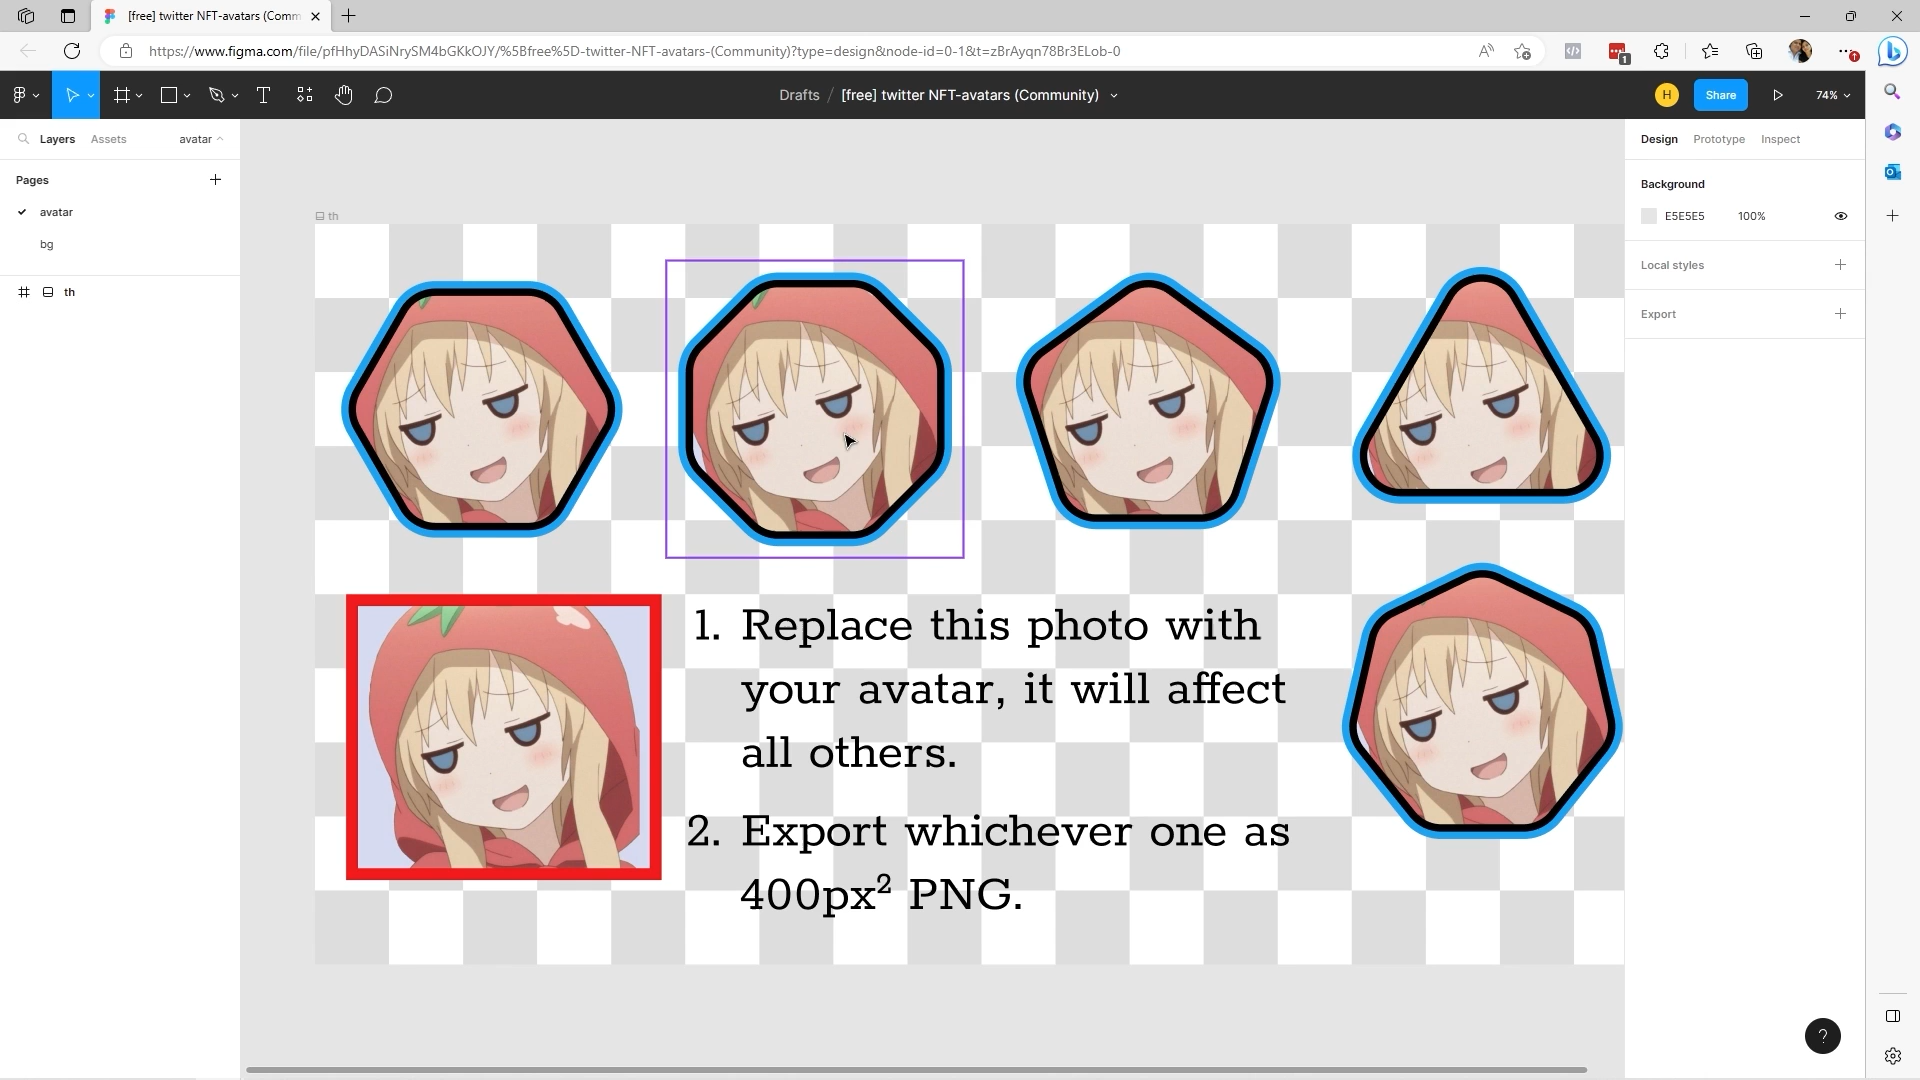 [free] twitter NFT-avatars (Comm
https://www.figma.com/file/pfHhyDASiNrySM4bGKkOJY/%5Bfree%5D-twitter-NFT-avatars-(Community)?type=design&node-id=0-1&t=zBrAyqn78Br3ELob-0
1
Drafts / [free] twitter NFT-avatars (Community)
H
Share
74%
Layers
Assets
avatar
Design
Prototype
Inspect
Pages
avatar
bg
th
th
Background
E5E5E5
100%
Local styles
Export
1. Replace this photo with
your avatar, it will affect
all others.
2. Export whichever one as
400px² PNG.
?